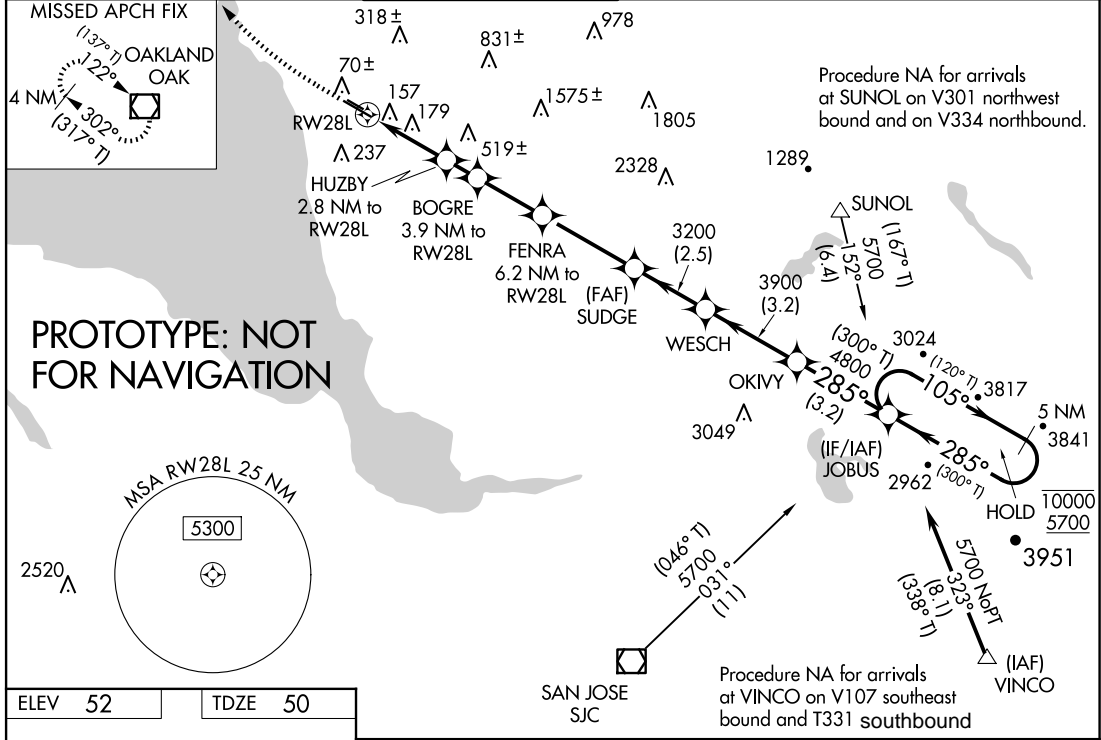 MISSED APCH FIX
(137° T)
122°
OAKLAND
OAK
4 NM
302°
(317° T)
318±
978
831±
70±
157
179
1575±
1805
RW28L
519±
237
2328
Procedure NA for arrivals
at SUNOL on V301 northwest
bound and on V334 northbound.
1289
HUZBY
2.8 NM to
RW28L
BOGRE
3.9 NM to
RW28L
FENRA
6.2 NM to
RW28L
SUNOL
(167° T)
5700
152°
(6.4)
3200
(2.5)
(FAF)
SUDGE
3900
(3.2)
WESCH
PROTOTYPE: NOT
FOR NAVIGATION
(300° T)
4800
285°
(3.2)
OKIVY
3024
(120° T)
105°
3817
5 NM
3841
3049
(IF/IAF)
JOBUS
285°
(300° T)
2962
HOLD
10000
5700
3951
MSA RW28L 25 NM
5300
2520
(046° T)
5700
031°
(11)
5700 NoPT
323°
(8.1)
(338° T)
(IAF)
VINCO
SAN JOSE
SJC
Procedure NA for arrivals
at VINCO on V107 southeast
bound and T331 southbound
ELEV 52
TDZE 50